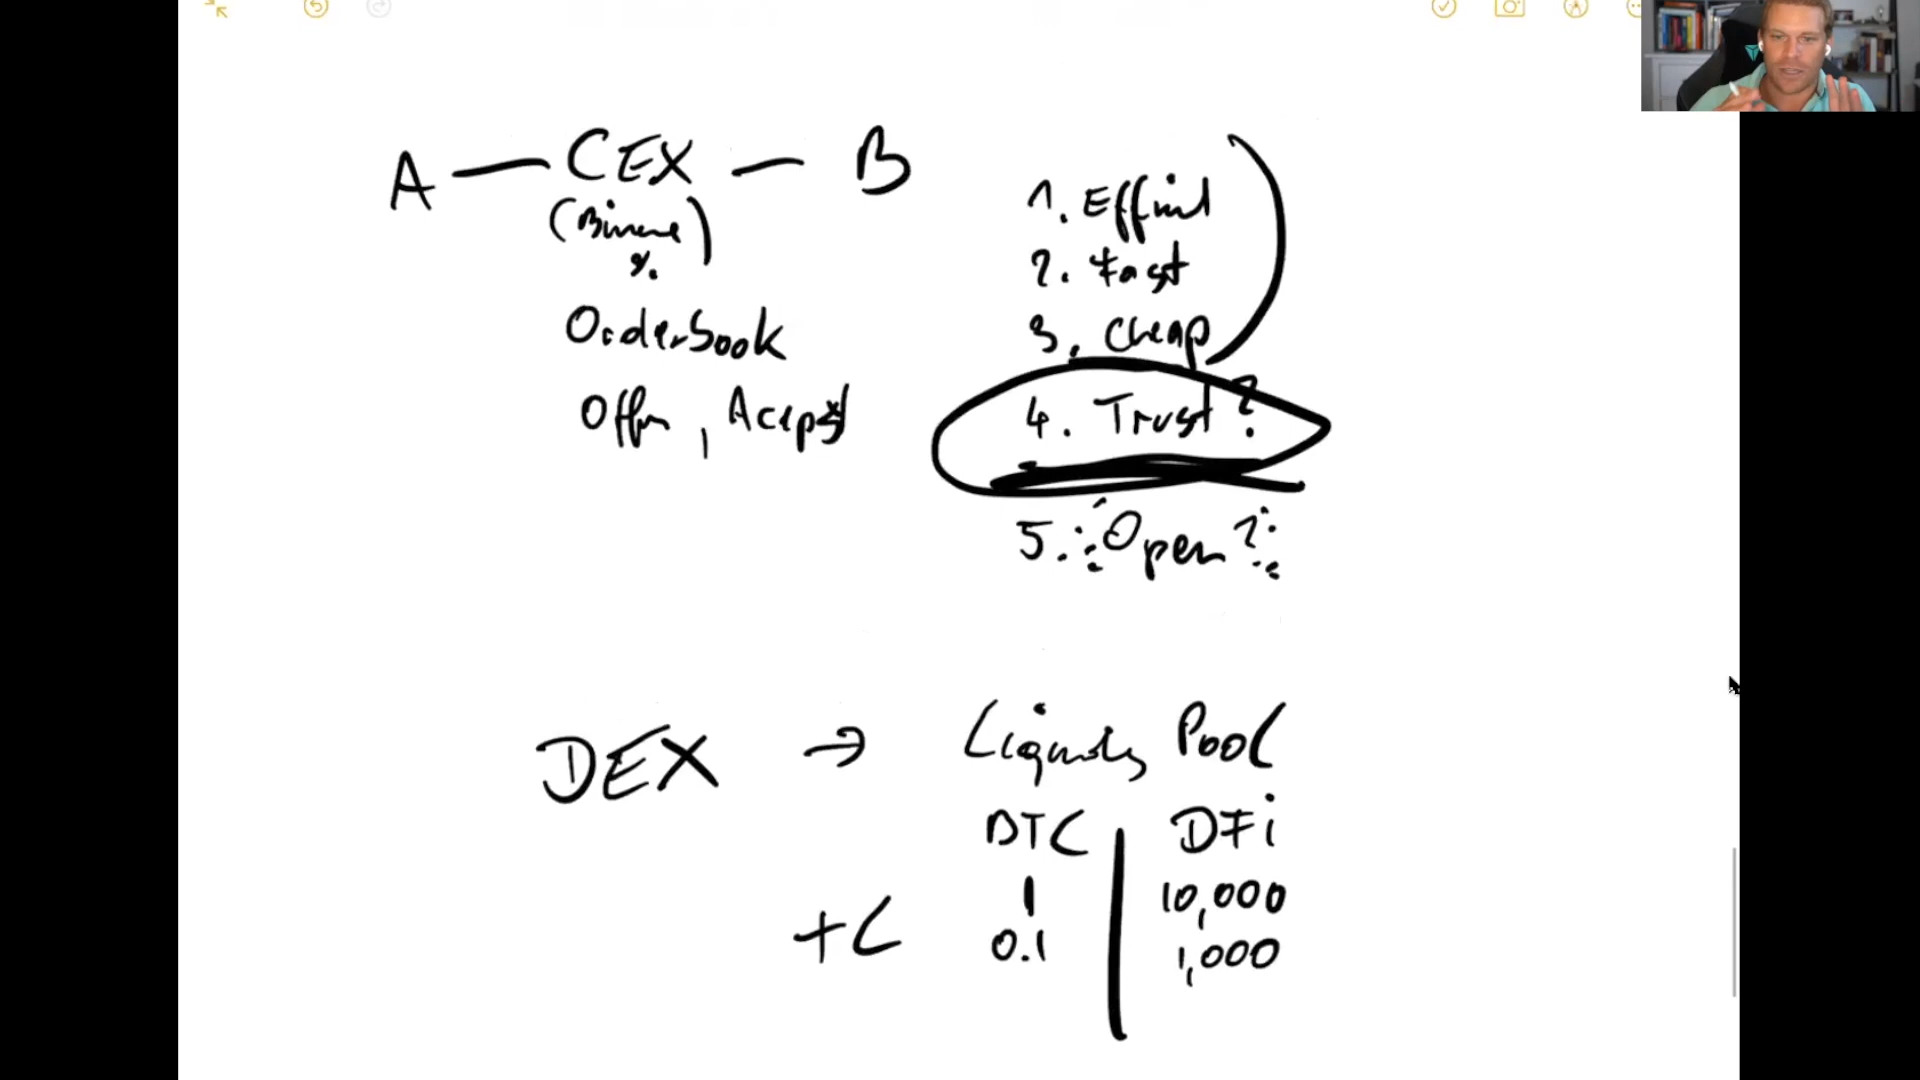 A — CEX — B
(Binance)
%.
Orderbook
Offer, Accept
1. Efficient
2. Fast
3. Cheap
4. Trust?
5. Open?
DEX → Liquidity Pool
BTC | DFi
1 | 10,000
+L 0.1 | 1,000